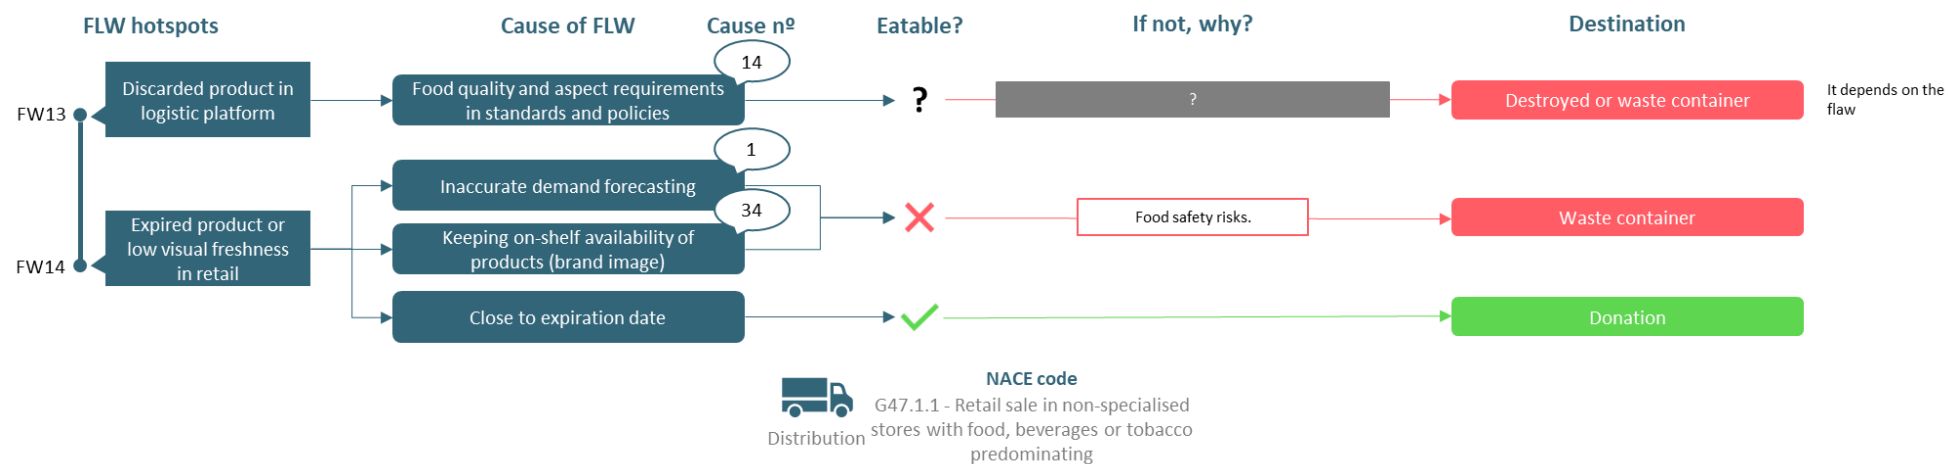 FLW hotspots
Cause of FLW
Cause nº
Eatable?
If not, why?
Destination
FW13
Discarded product in
logistic platform
Food quality and aspect requirements
in standards and policies
14
?
?
Destroyed or waste container
It depends on the
flaw
FW14
Expired product or
low visual freshness
in retail
Inaccurate demand forecasting
1
Keeping on-shelf availability of
products (brand image)
34
Food safety risks.
Waste container
Close to expiration date
Donation
Distribution
NACE code
G47.1.1 - Retail sale in non-specialised
stores with food, beverages or tobacco
predominating